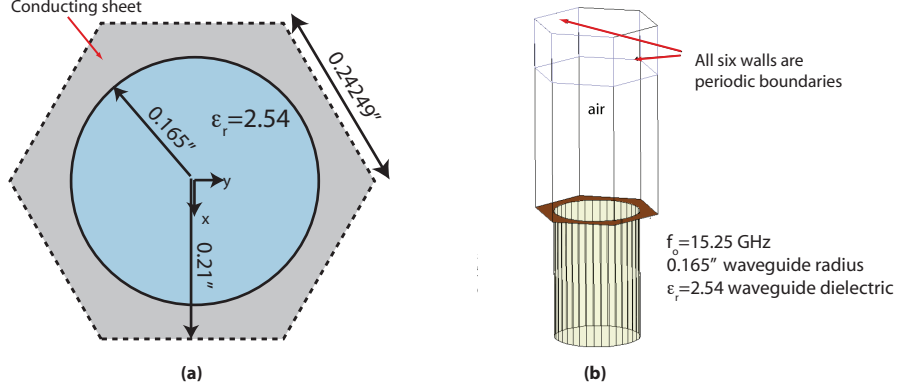 Conducting sheet
0.24249″
0.165″
εr=2.54
y
x
0.21″
(a)
All six walls are
periodic boundaries
air
fo=15.25 GHz
0.165″ waveguide radius
εr=2.54 waveguide dielectric
(b)